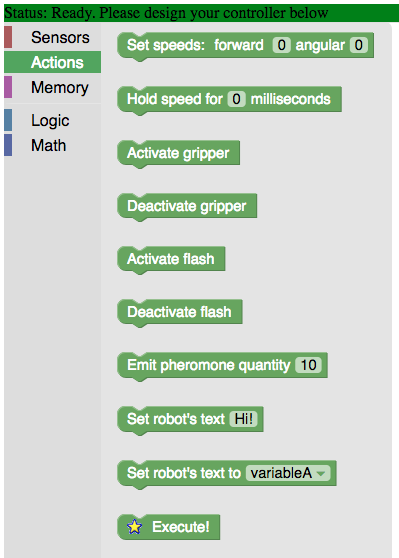 Status: Ready. Please design your controller below
Sensors
Actions
Memory
Logic
Math
Set speeds: forward 0 angular 0
Hold speed for 0 milliseconds
Activate gripper
Deactivate gripper
Activate flash
Deactivate flash
Emit pheromone quantity 10
Set robot's text Hi!
Set robot's text to variableA
Execute!